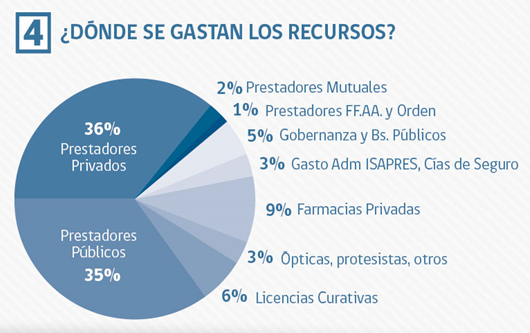 4 ¿DÓNDE SE GASTAN LOS RECURSOS?
2% Prestadores Mutuales
1% Prestadores FF.AA. y Orden
5% Gobernanza y Bs. Públicos
3% Gasto Adm ISAPRES, Cías de Seguro
9% Farmacias Privadas
3% Ópticas, protesistas, otros
6% Licencias Curativas
36%
Prestadores
Privados
Prestadores
Públicos
35%